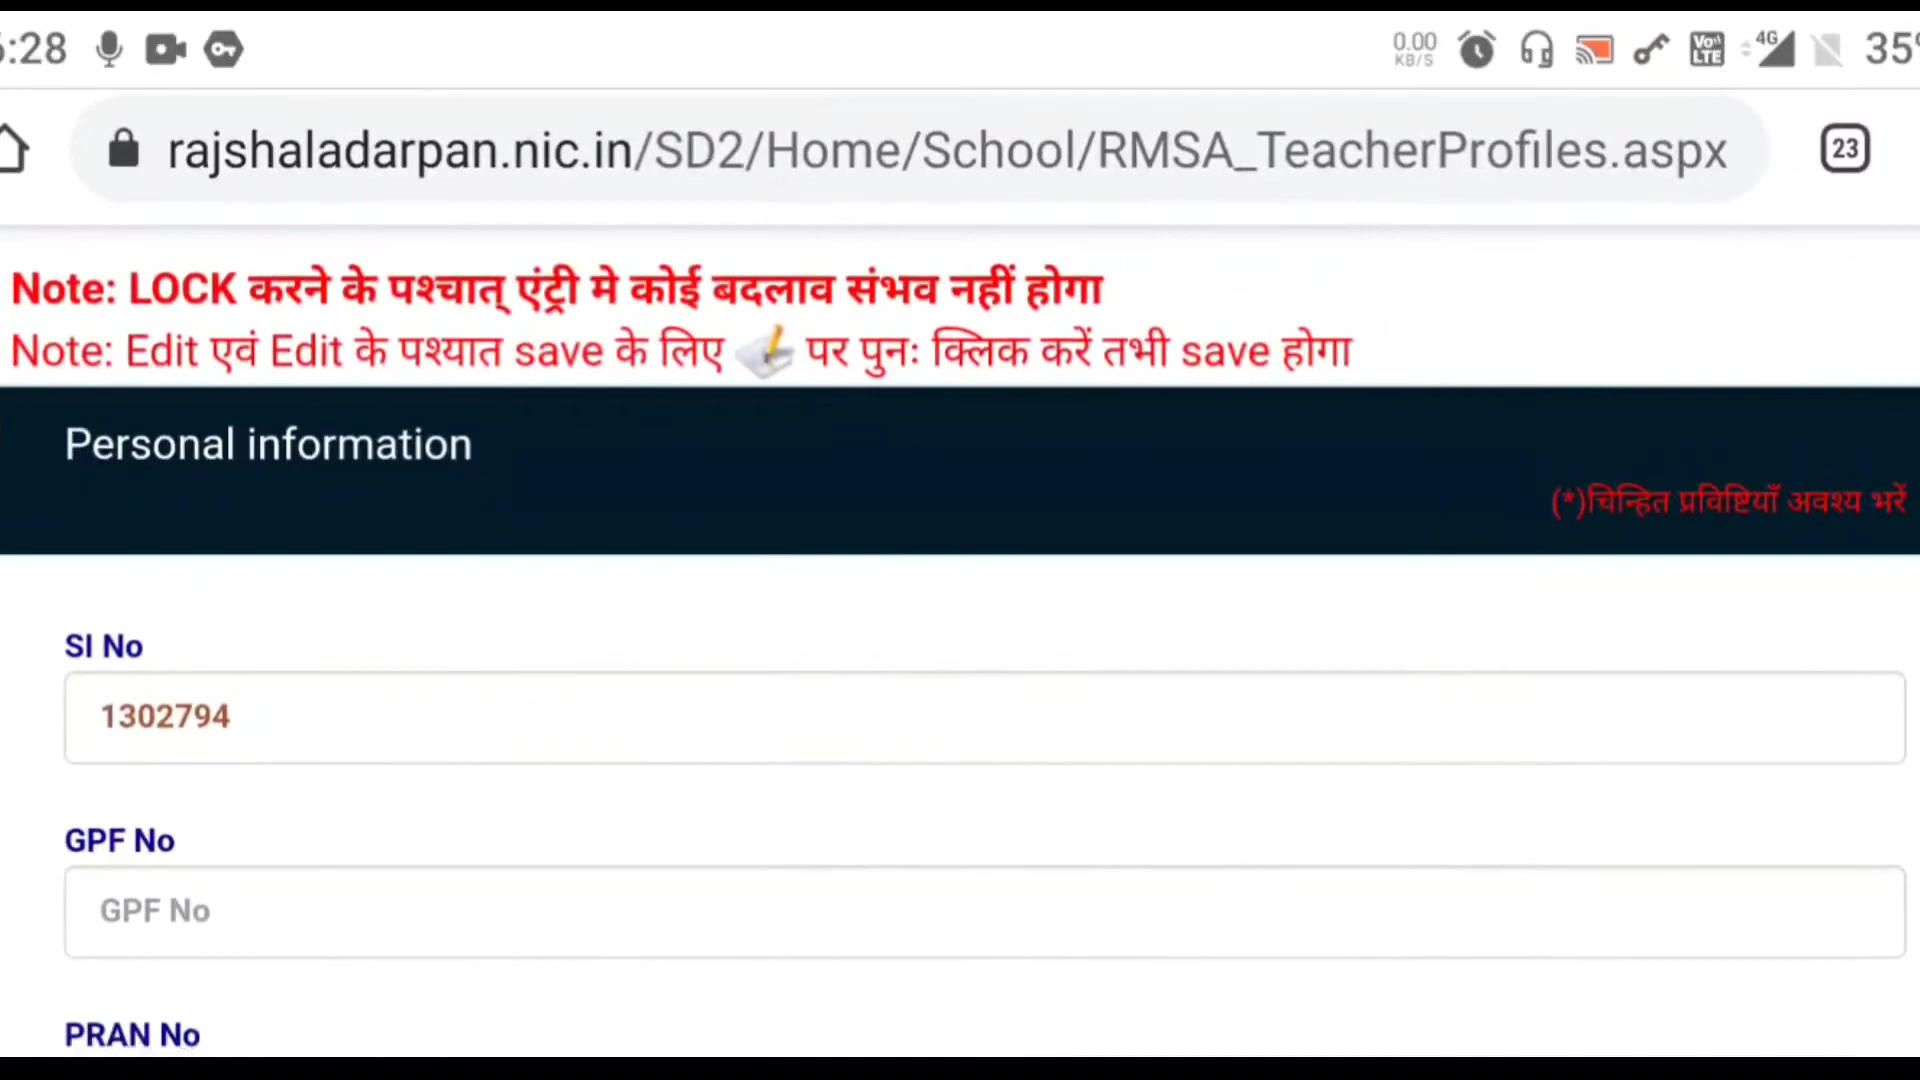 :28 0.00 KB/S Vo LTE 4G 35
rajshaladarpan.nic.in/SD2/Home/School/RMSA_TeacherProfiles.aspx 23
Note: LOCK करने के पश्चात् एंट्री मे कोई बदलाव संभव नहीं होगा
Note: Edit एवं Edit के पश्यात save के लिए पर पुनः क्लिक करें तभी save होगा
Personal information
(*)चिन्हित प्रविष्टियाँ अवश्य भरें
SI No
1302794
GPF No
GPF No
PRAN No